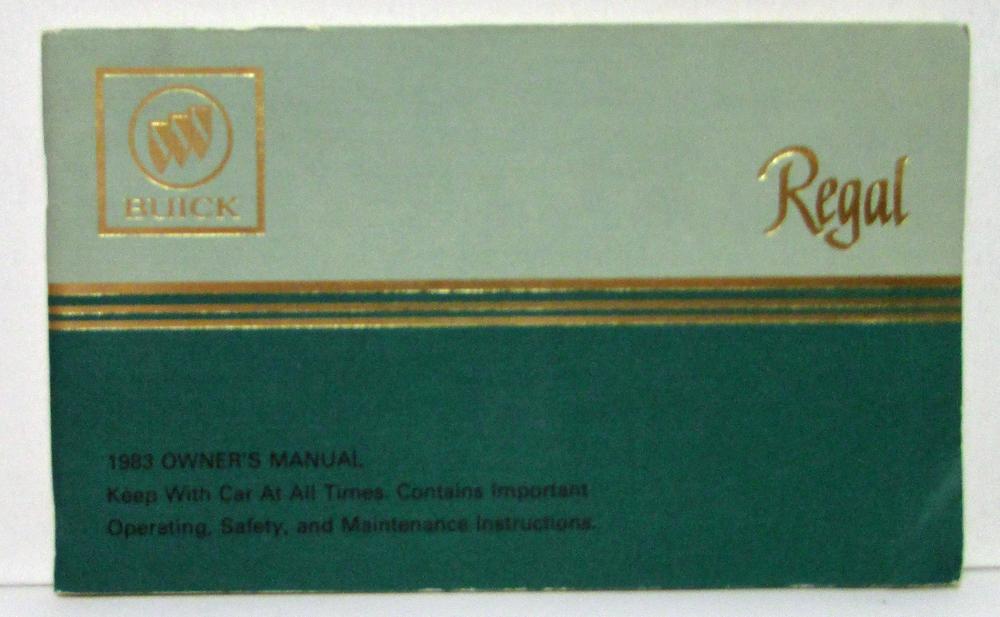 BUICK
Regal
1983 OWNER'S MANUAL
Keep With Car At All Times. Contains Important
Operating, Safety, and Maintenance Instructions.